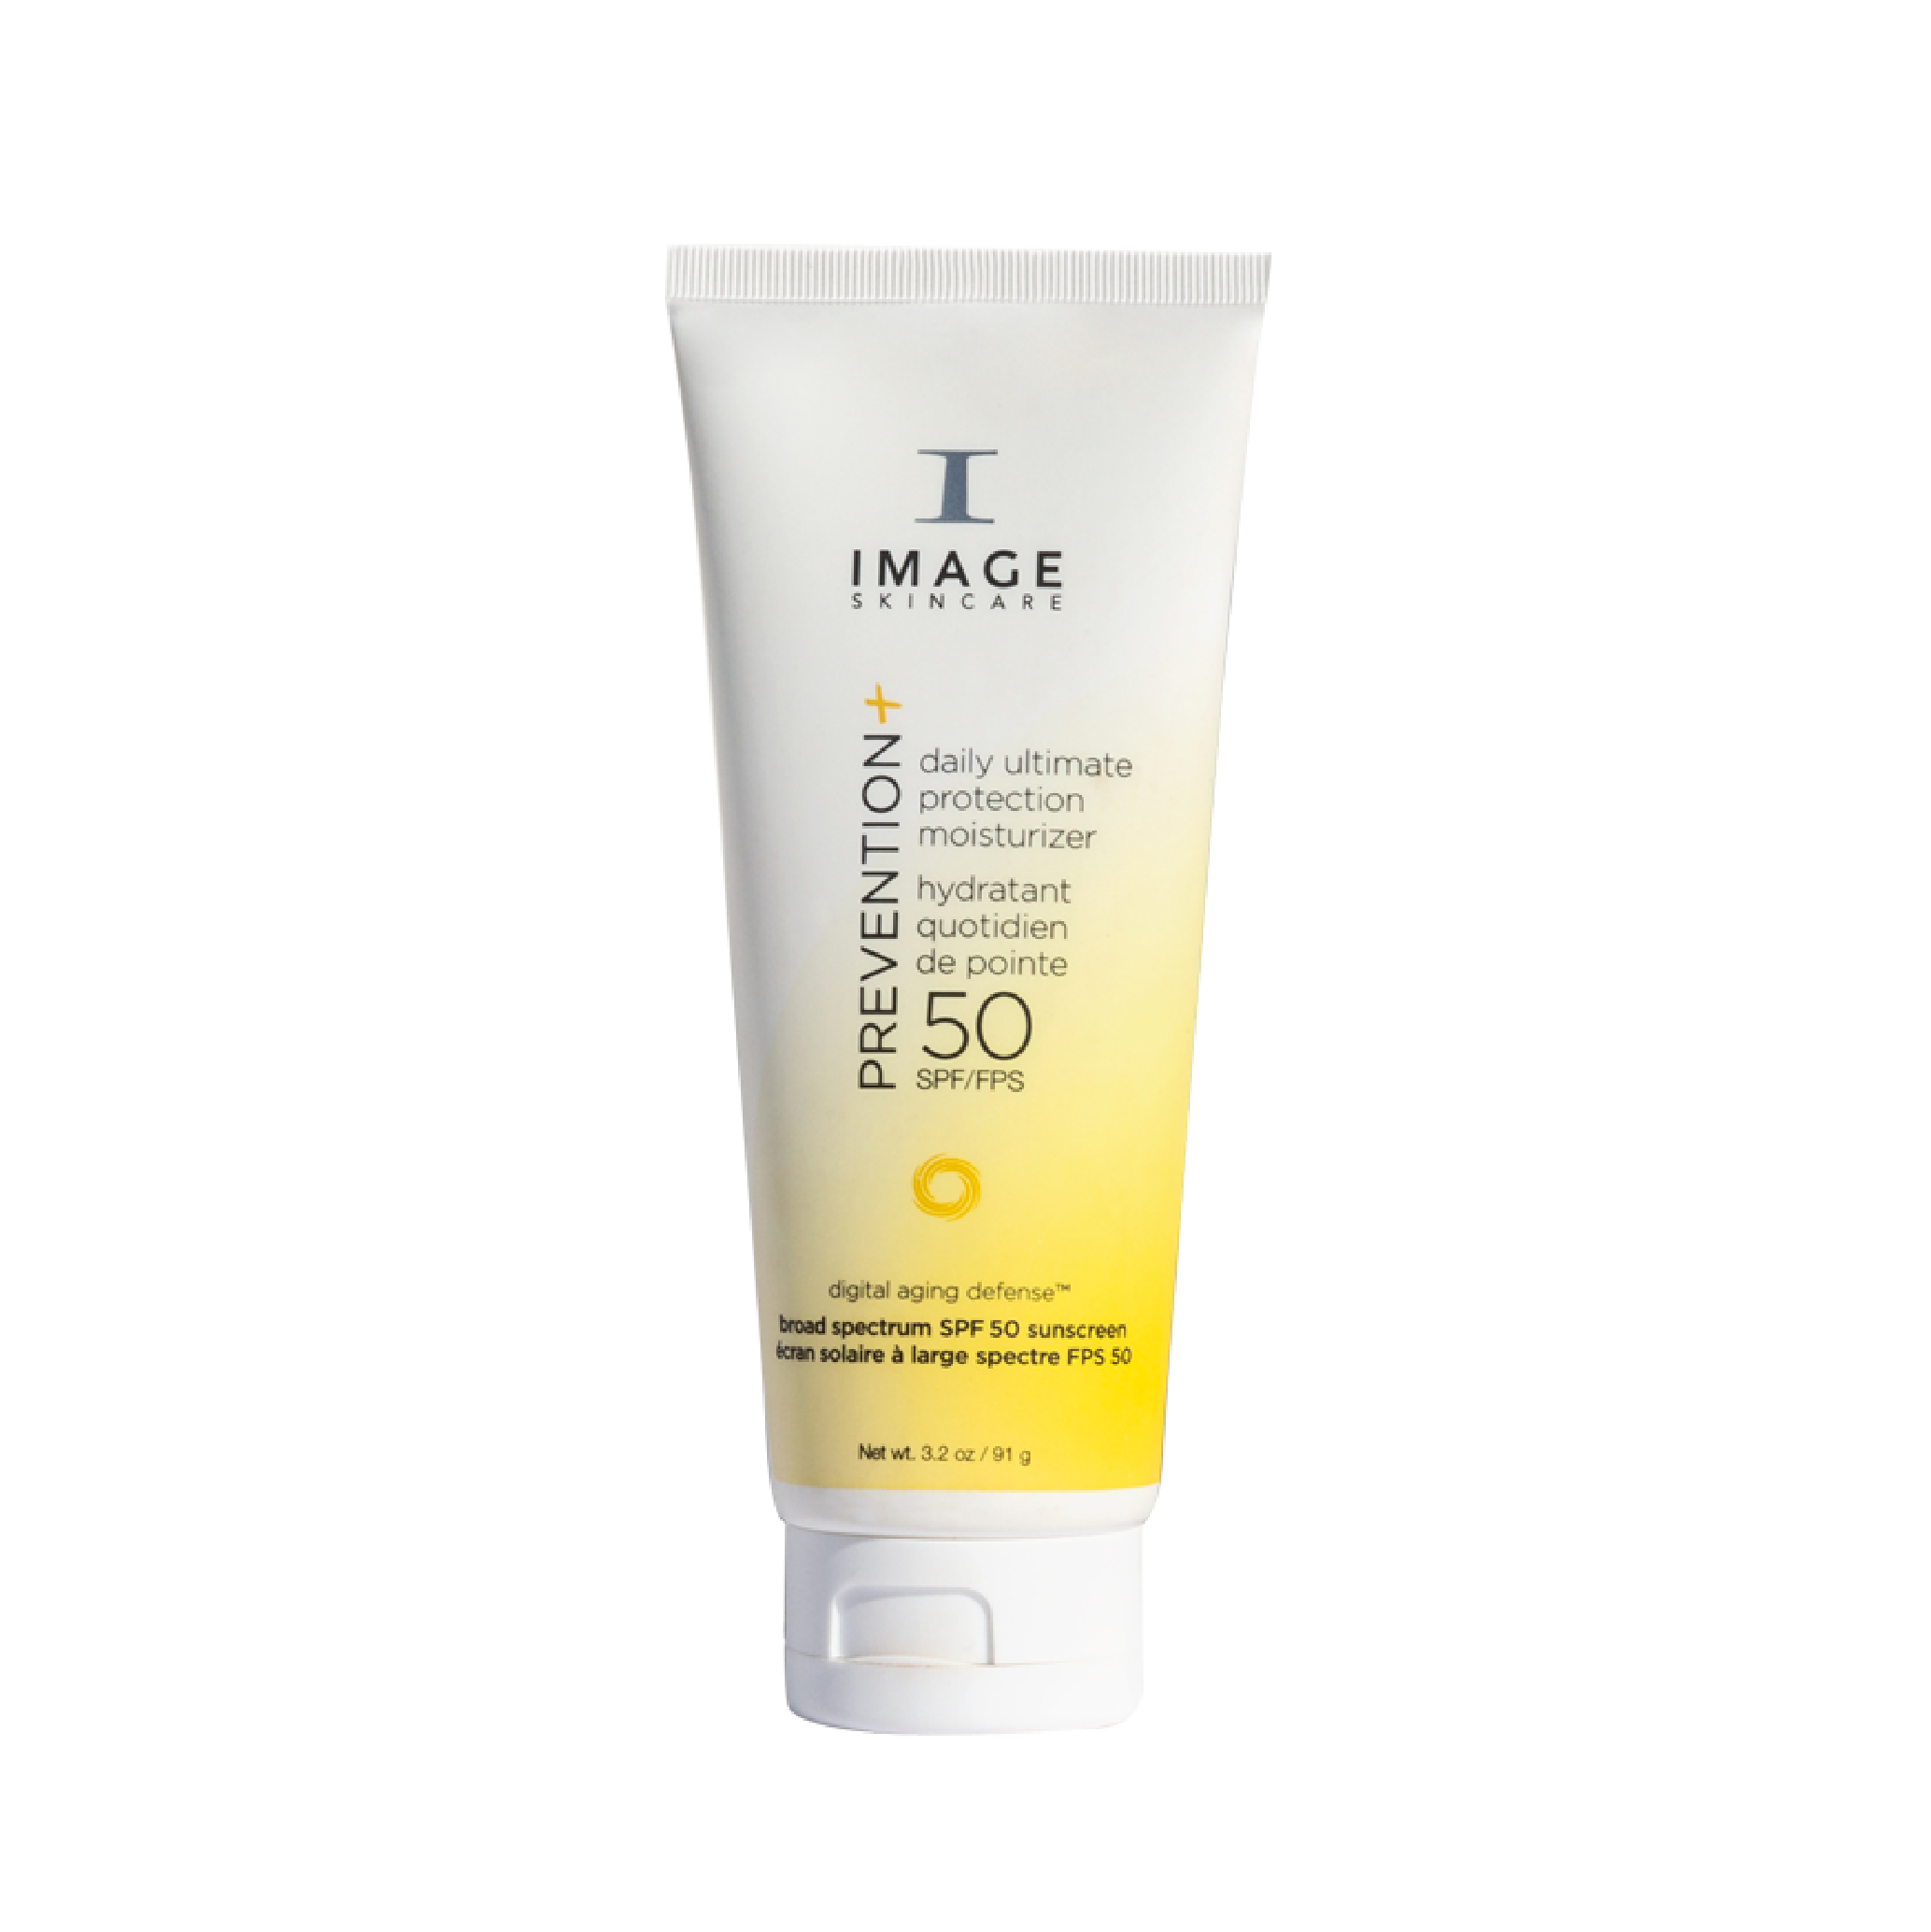 I
IMAGE
SKINCARE
PREVENTION+
daily ultimate
protection
moisturizer
hydratant
quotidien
de pointe
50
SPF/FPS
digital aging defense™
broad spectrum SPF 50 sunscreen
écran solaire à large spectre FPS 50
Net wt. 3.2 oz / 91 g